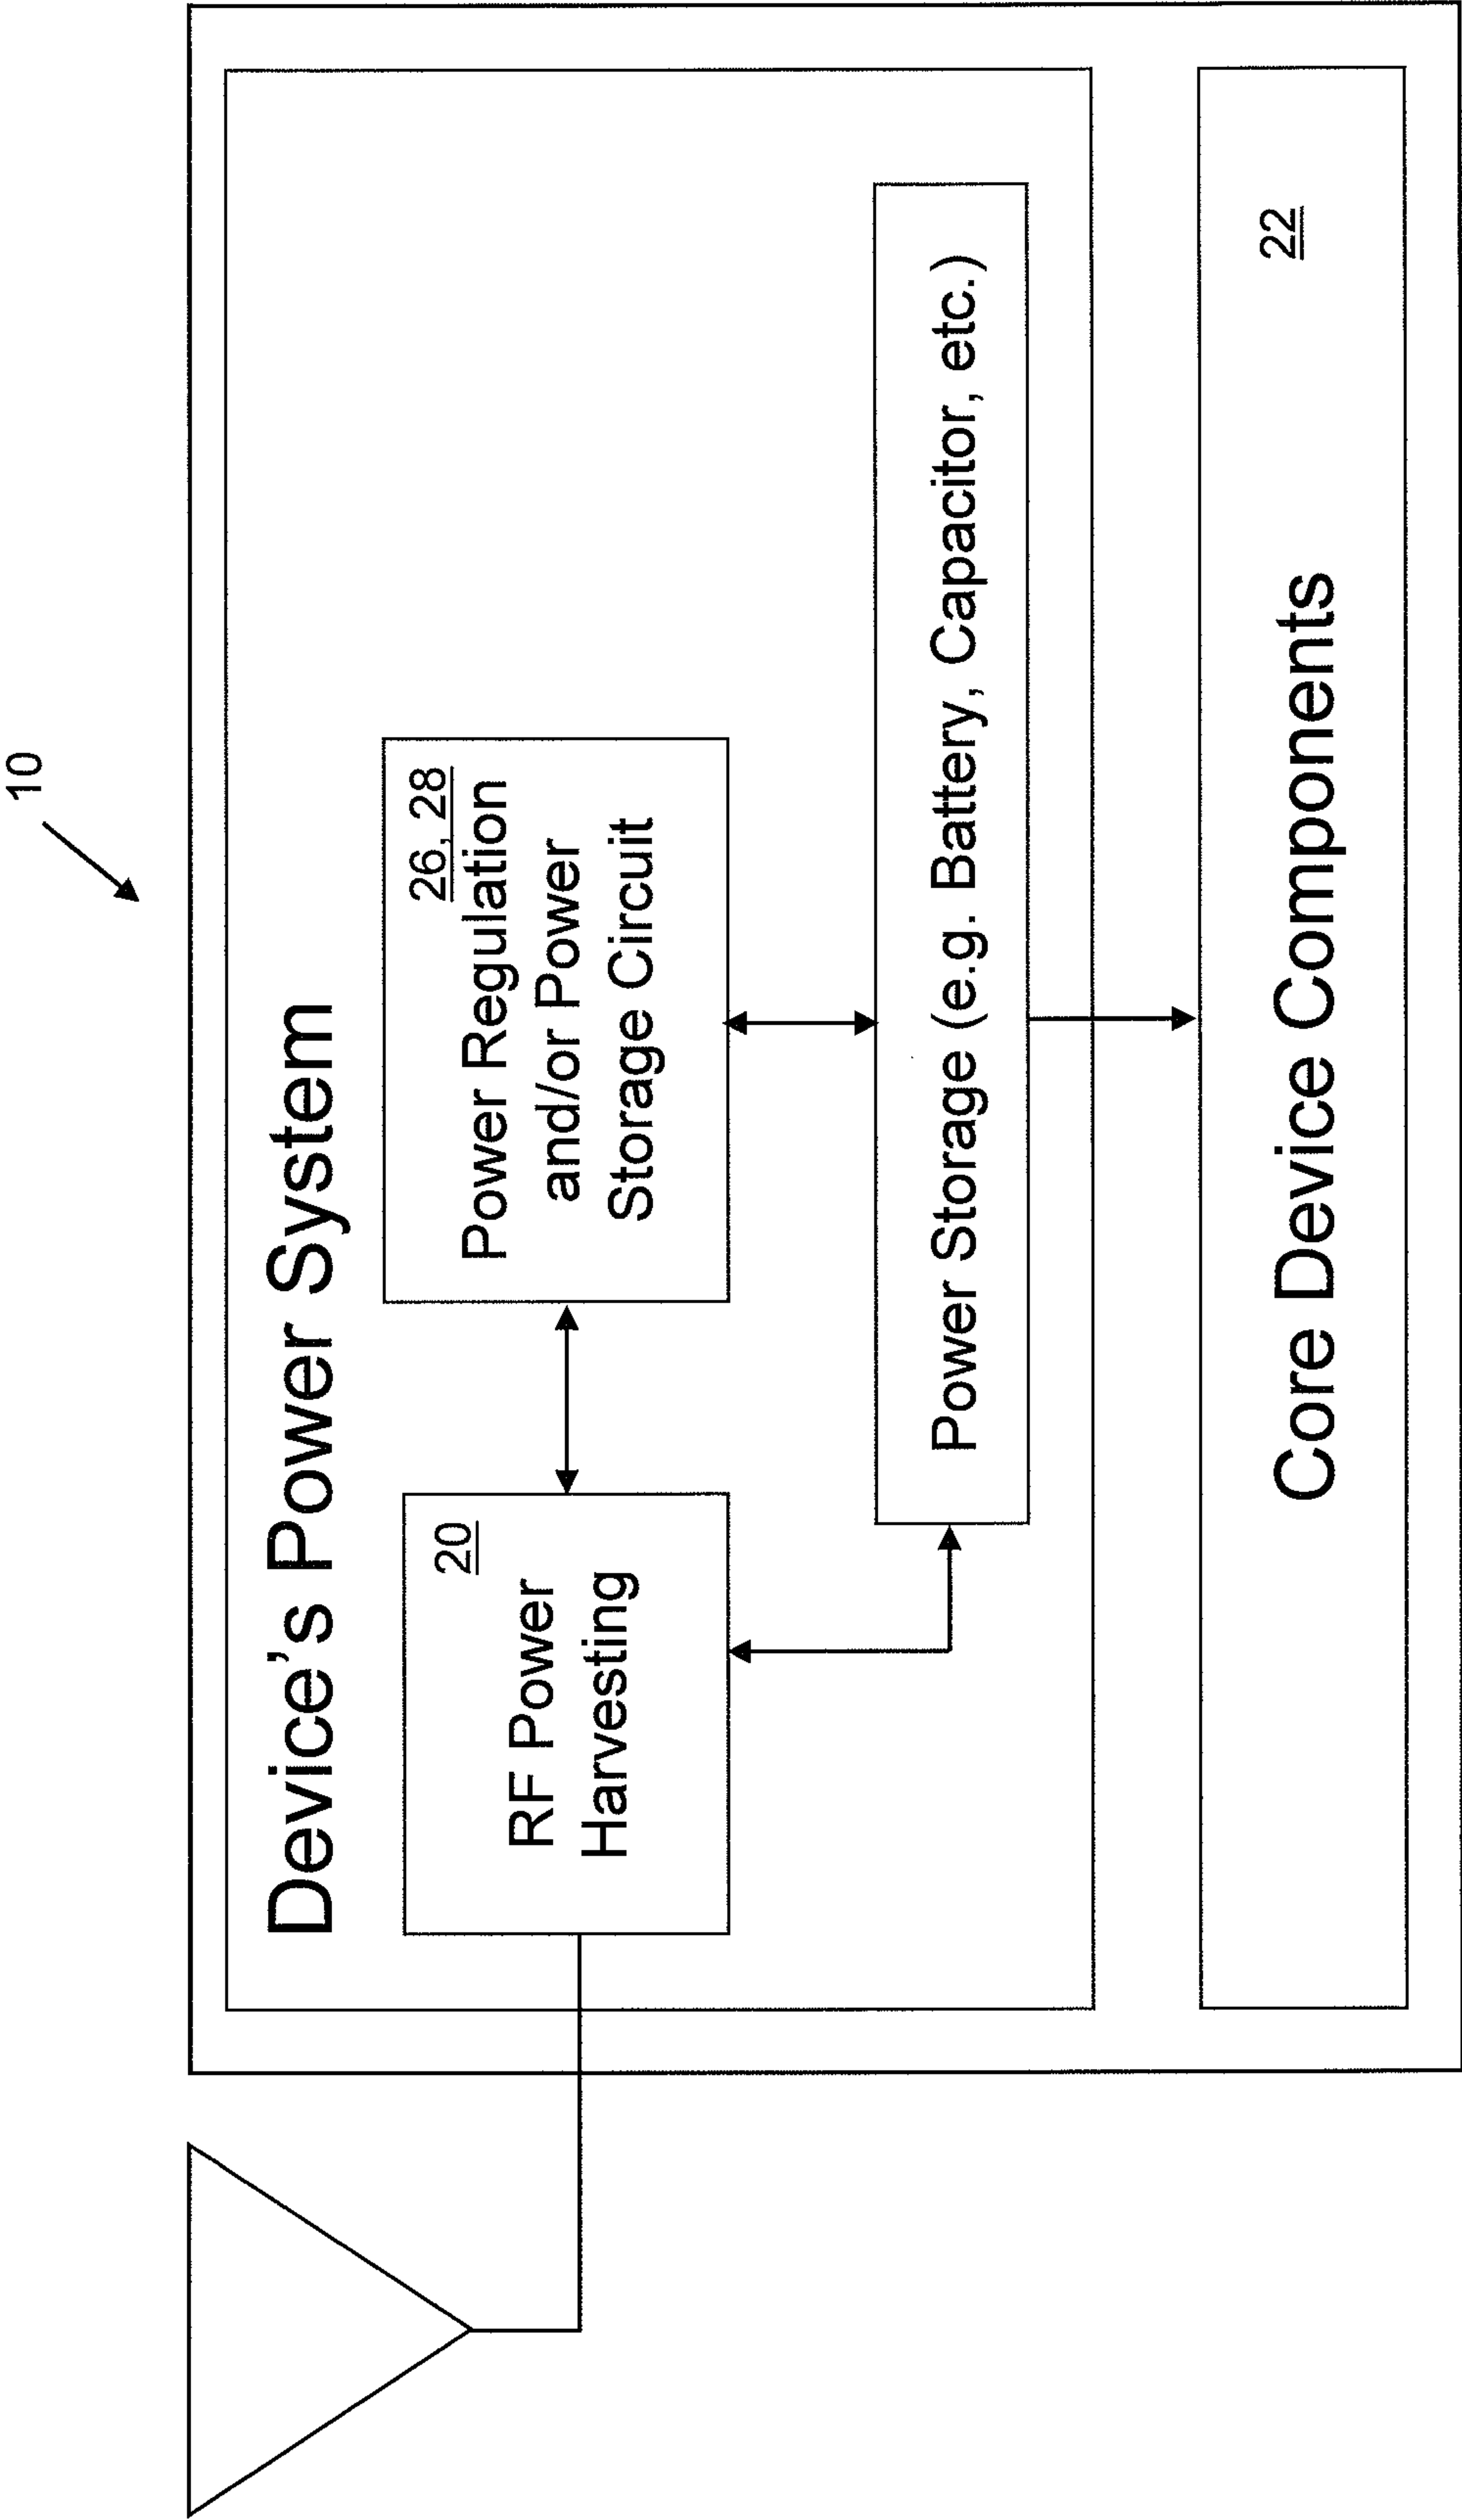 10
Device's Power System
20
RF Power
Harvesting
26, 28
Power Regulation
and/or Power
Storage Circuit
Power Storage (e.g. Battery, Capacitor, etc.)
22
Core Device Components